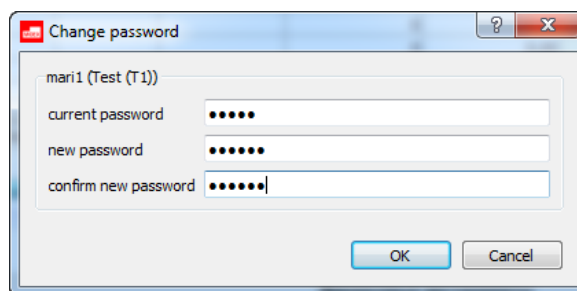 Change password
mari1 (Test (T1))
current password ●●●●●
new password ●●●●●●
confirm new password ●●●●●●
OK Cancel